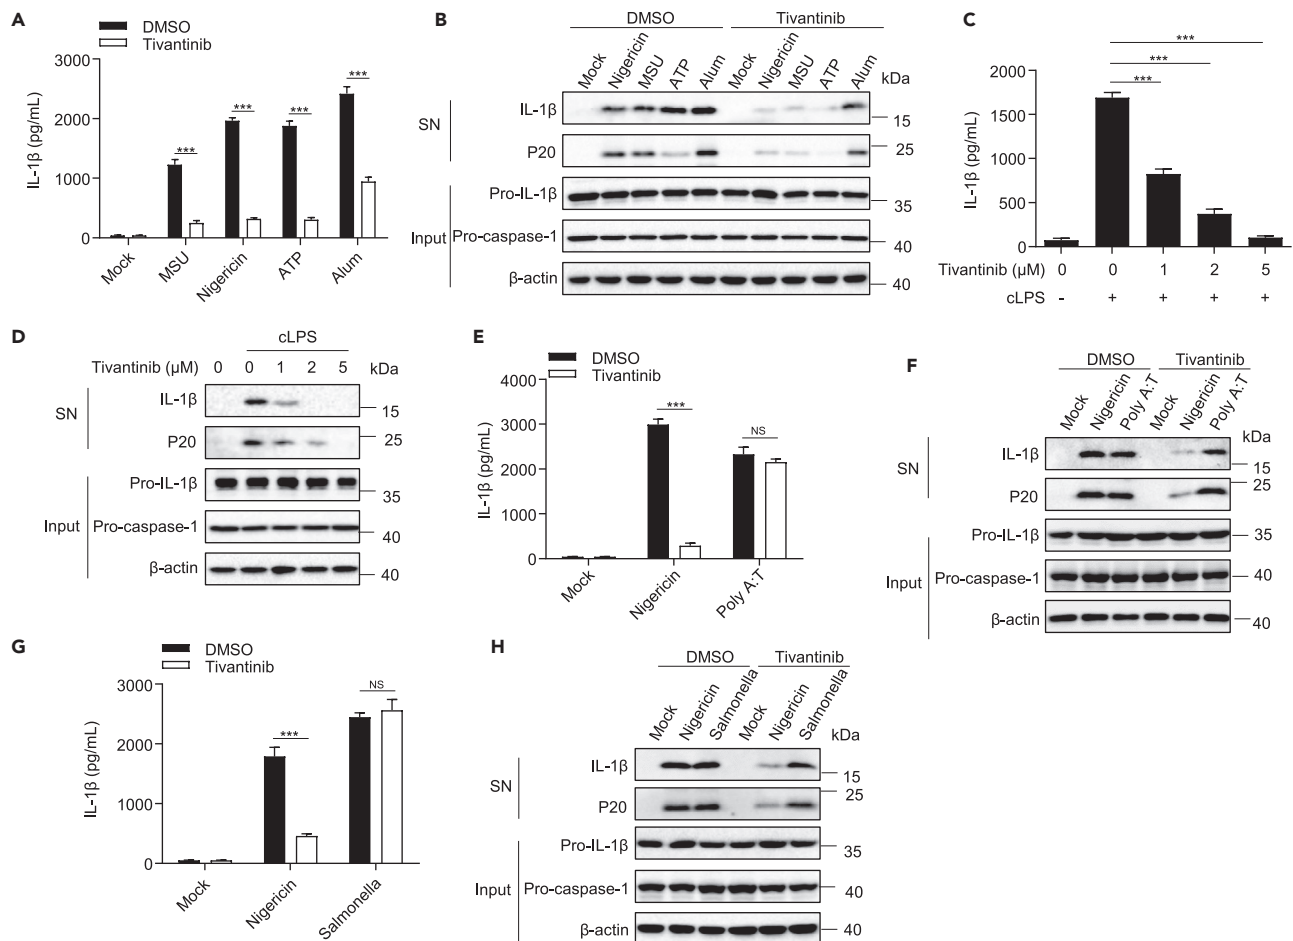 A
DMSO
Tivantinib
IL-1β (pg/mL)
3000
2000
1000
0
***
***
***
***
Mock
MSU
Nigericin
ATP
Alum
B
DMSO
Tivantinib
Mock
Nigericin
MSU
ATP
Alum
Mock
Nigericin
MSU
ATP
Alum
kDa
SN
IL-1β
15
P20
25
Input
Pro-IL-1β
35
Pro-caspase-1
40
β-actin
40
C
***
***
***
IL-1β (pg/mL)
2000
1500
1000
500
0
Tivantinib (μM) 0 0 1 2 5
cLPS - + + + +
D
cLPS
Tivantinib (μM) 0 0 1 2 5 kDa
SN
IL-1β
15
P20
25
Input
Pro-IL-1β
35
Pro-caspase-1
40
β-actin
40
E
DMSO
Tivantinib
IL-1β (pg/mL)
4000
3000
2000
1000
0
***
NS
Mock
Nigericin
Poly A:T
F
DMSO
Tivantinib
Mock
Nigericin
Poly A:T
Mock
Nigericin
Poly A:T
kDa
SN
IL-1β
15
P20
25
Input
Pro-IL-1β
35
Pro-caspase-1
40
β-actin
40
G
DMSO
Tivantinib
IL-1β (pg/mL)
3000
2000
1000
0
***
NS
Mock
Nigericin
Salmonella
H
DMSO
Tivantinib
Mock
Nigericin
Salmonella
Mock
Nigericin
Salmonella
kDa
SN
IL-1β
15
P20
25
Input
Pro-IL-1β
35
Pro-caspase-1
40
β-actin
40